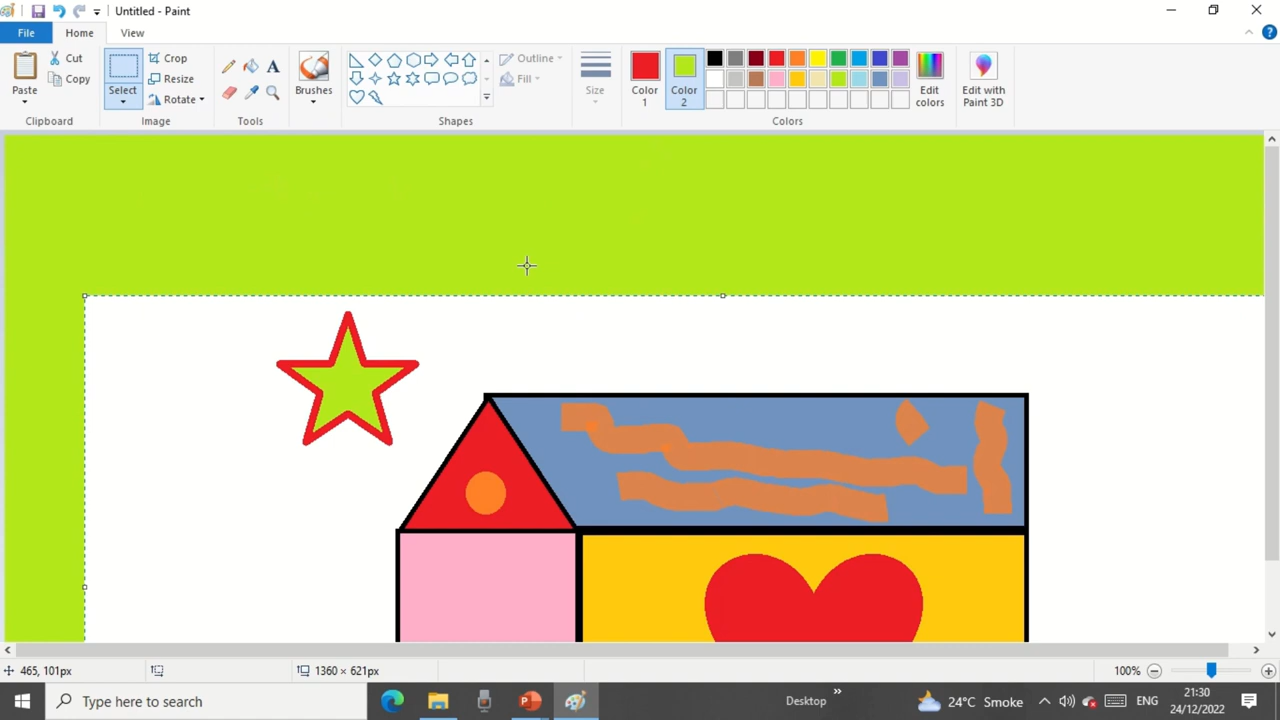 Untitled - Paint
File
Home
View
Paste
Cut
Copy
Clipboard
Select
Crop
Resize
Rotate
Image
A
Tools
Brushes
Shapes
Outline
Fill
Size
Color 1
Color 2
Edit colors
Colors
Edit with Paint 3D
465, 101px
1360 × 621px
100%
Type here to search
Desktop
24°C Smoke
ENG
21:30
24/12/2022